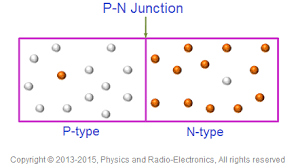 P-N Junction
P-type
N-type
Copyright © 2013-2015, Physics and Radio-Electronics, All rights reserved